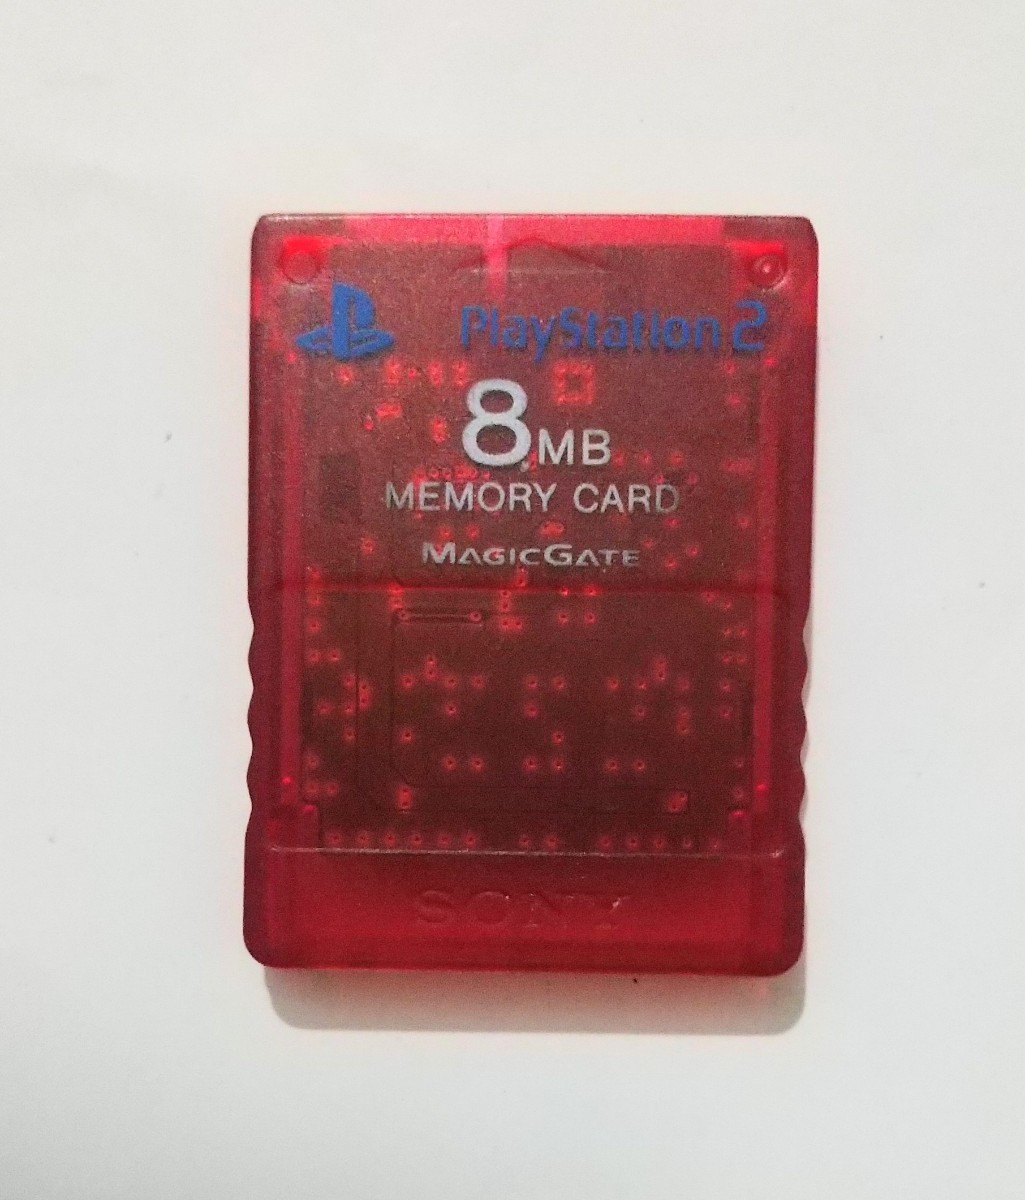 PlayStation 2
8MB
MEMORY CARD
MAGICGATE
SONY